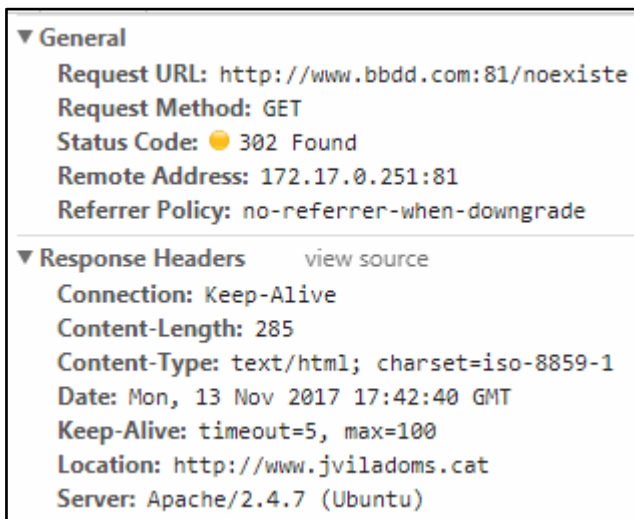 ▼ General
Request URL: http://www.bbdd.com:81/noexiste
Request Method: GET
Status Code: 302 Found
Remote Address: 172.17.0.251:81
Referrer Policy: no-referrer-when-downgrade
▼ Response Headers view source
Connection: Keep-Alive
Content-Length: 285
Content-Type: text/html; charset=iso-8859-1
Date: Mon, 13 Nov 2017 17:42:40 GMT
Keep-Alive: timeout=5, max=100
Location: http://www.jviladoms.cat
Server: Apache/2.4.7 (Ubuntu)